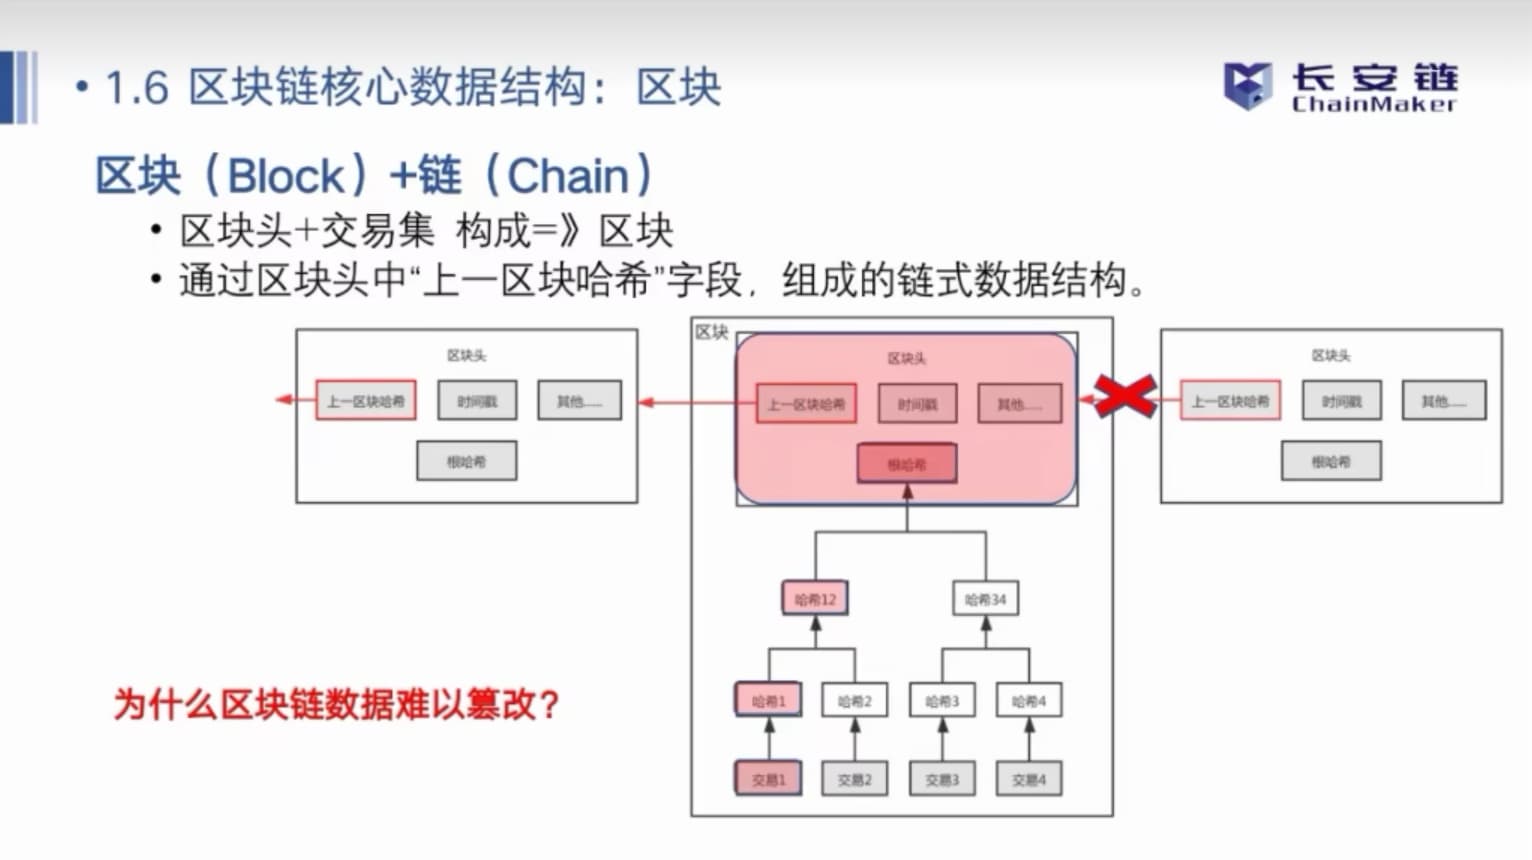 • 1.6 区块链核心数据结构：区块
长安链
ChainMaker
区块（Block）+链（Chain）
• 区块头+交易集 构成=》区块
• 通过区块头中“上一区块哈希”字段，组成的链式数据结构。
区块头
上一区块哈希
时间戳
其他......
根哈希
区块
区块头
上一区块哈希
时间戳
其他......
根哈希
区块头
上一区块哈希
时间戳
其他......
根哈希
哈希12
哈希34
哈希1
哈希2
哈希3
哈希4
交易1
交易2
交易3
交易4
为什么区块链数据难以篡改？